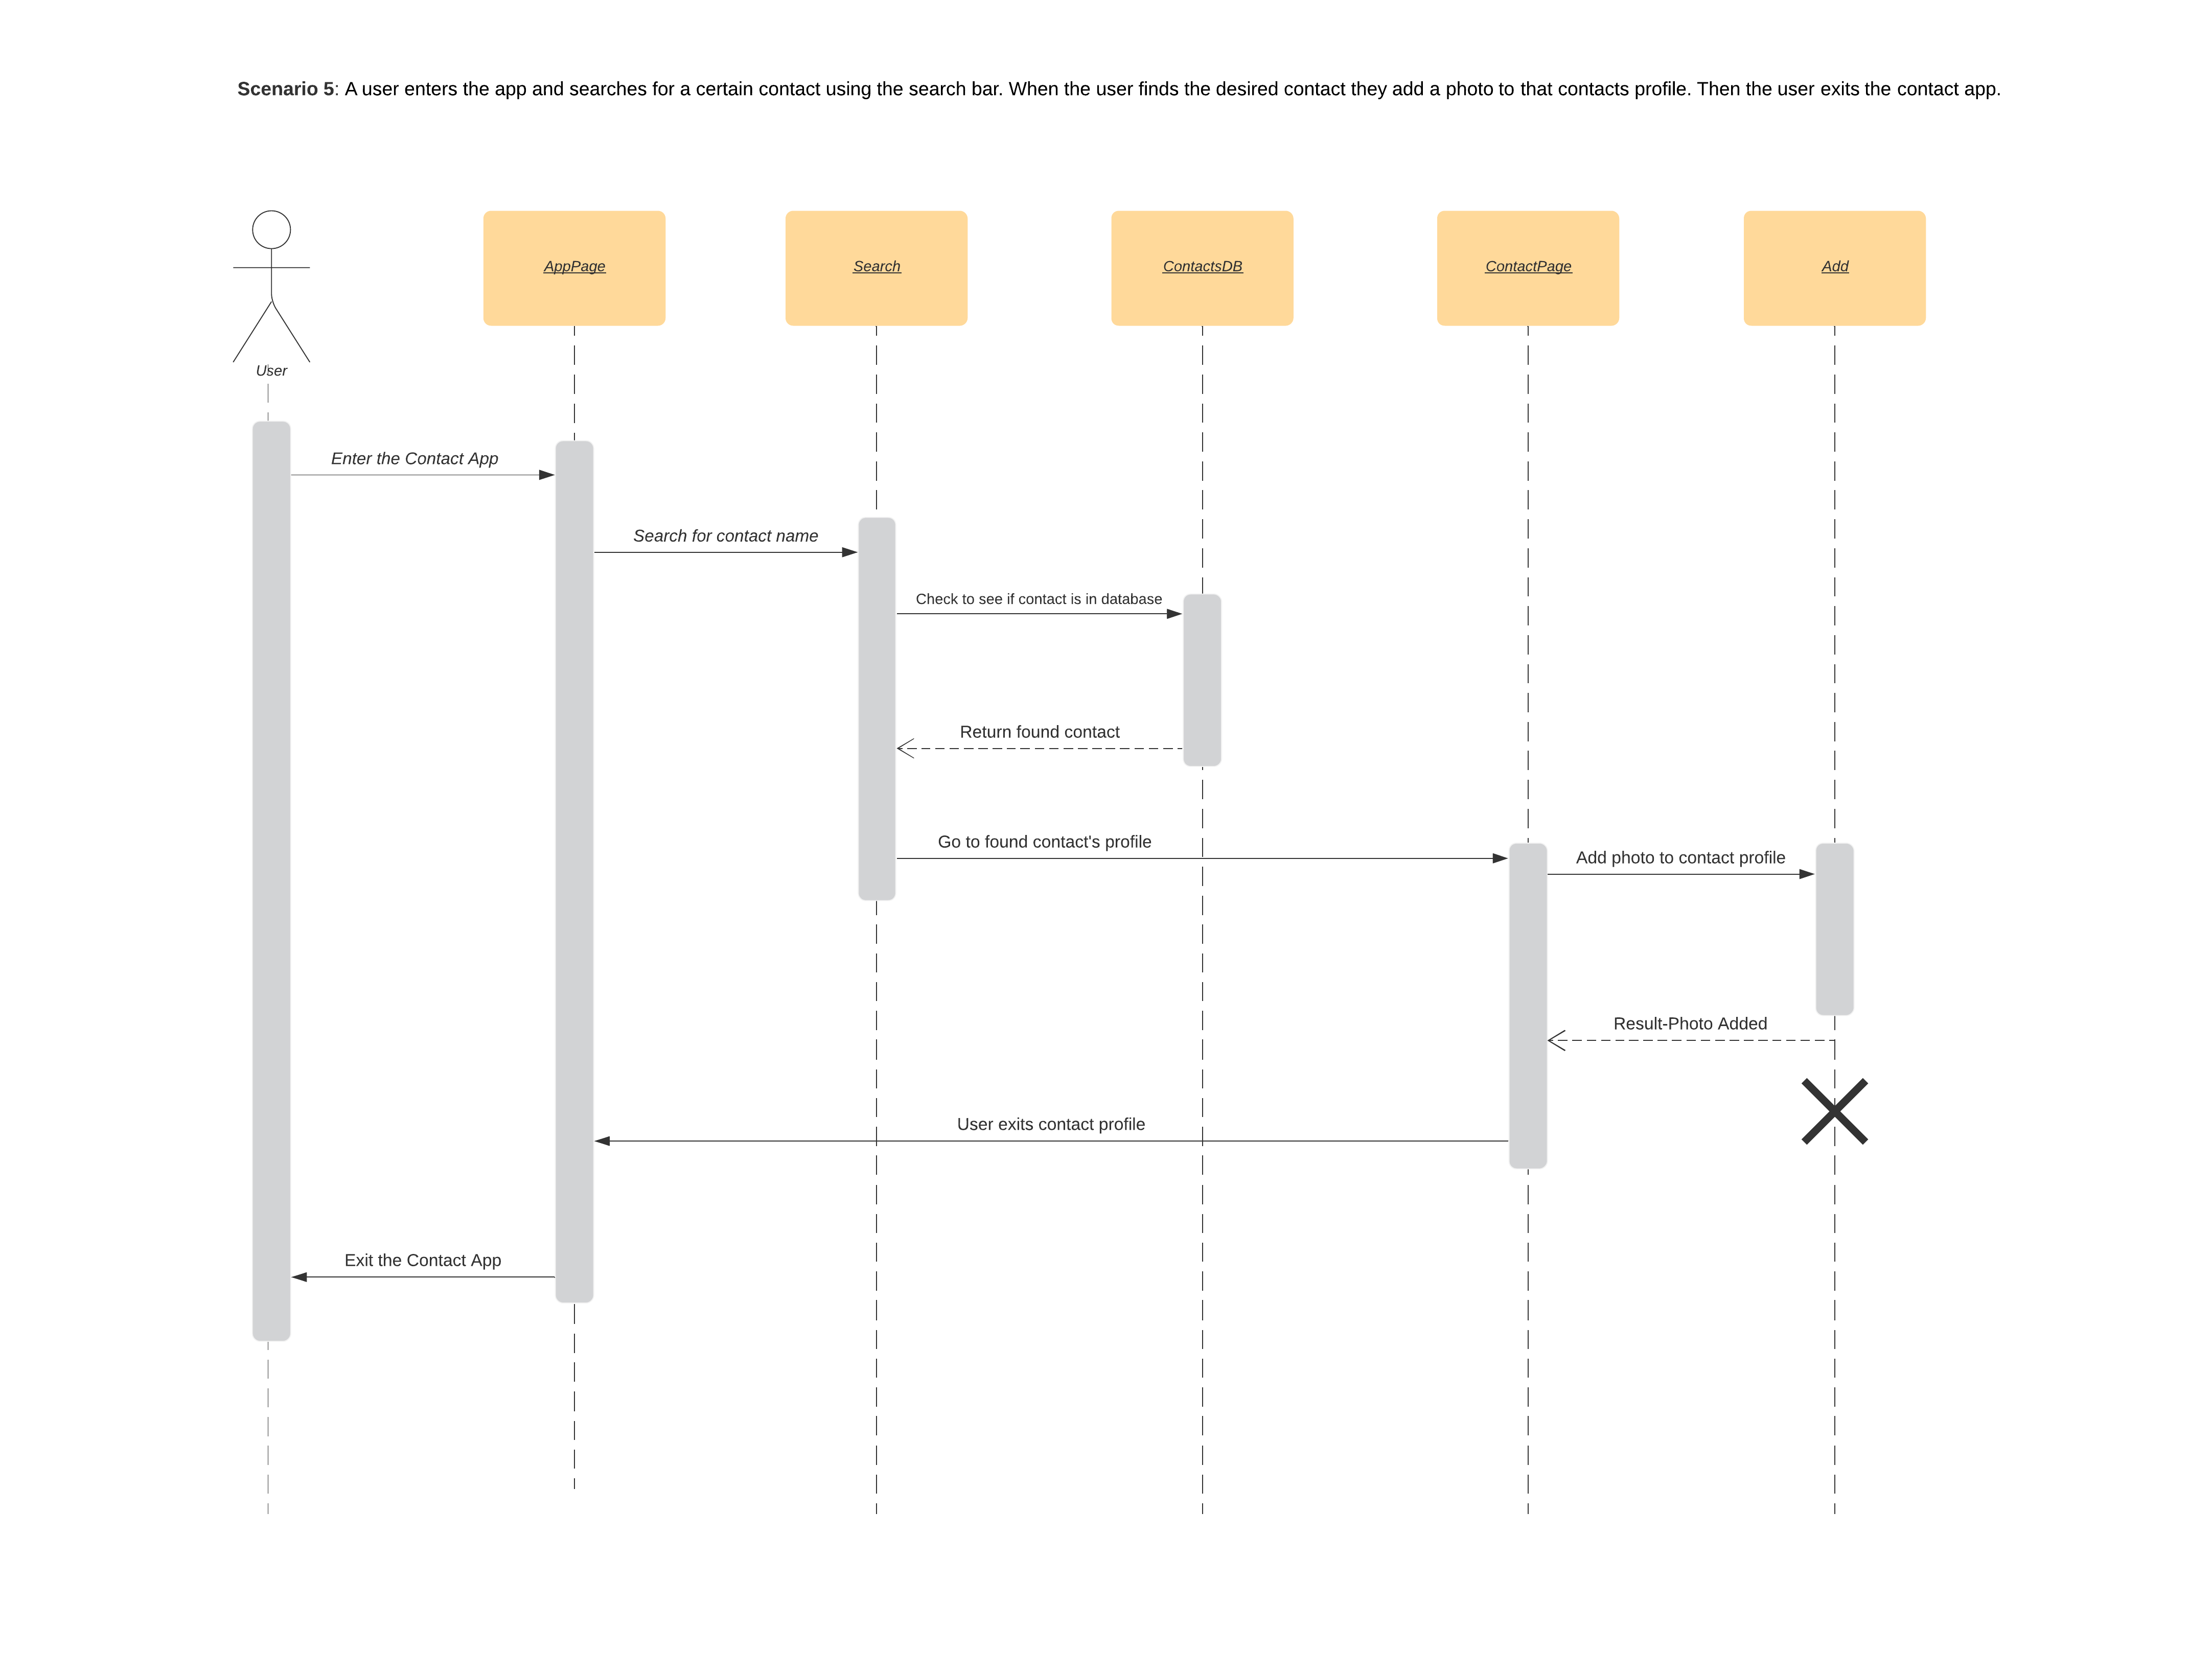 Scenario 5: A user enters the app and searches for a certain contact using the search bar. When the user finds the desired contact they add a photo to that contacts profile. Then the user exits the contact app.
AppPage
Search
ContactsDB
ContactPage
Add
User
Enter the Contact App
Search for contact name
Check to see if contact is in database
Return found contact
Go to found contact's profile
Add photo to contact profile
Result-Photo Added
User exits contact profile
Exit the Contact App